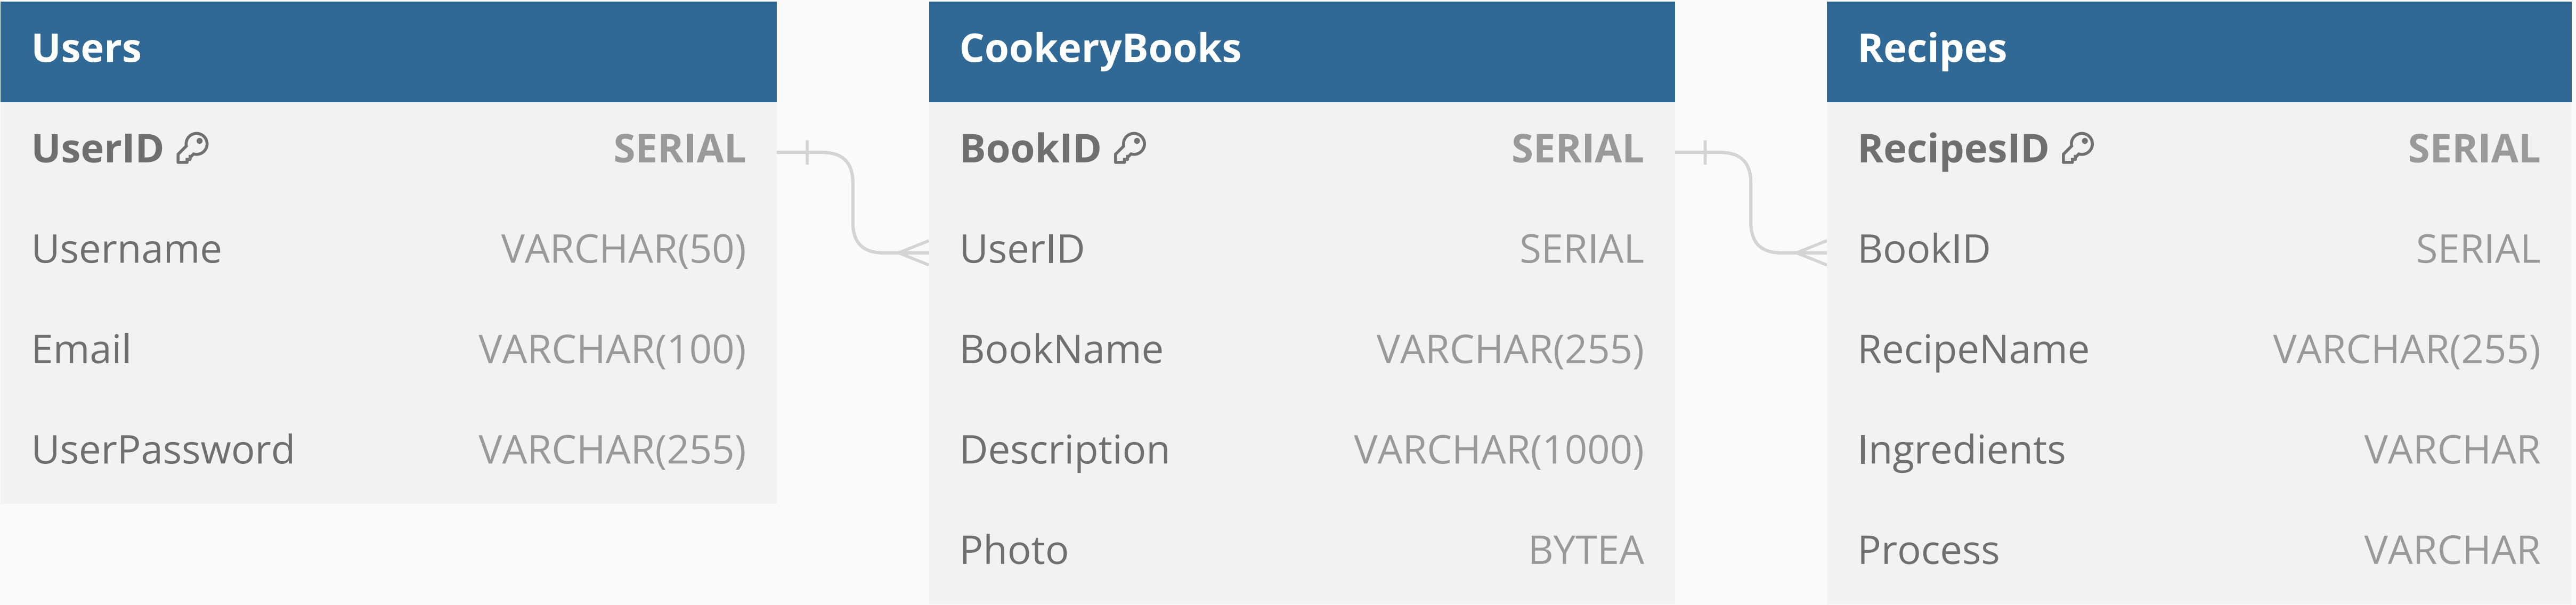 Users
UserID SERIAL
Username VARCHAR(50)
Email VARCHAR(100)
UserPassword VARCHAR(255)
CookeryBooks
BookID SERIAL
UserID SERIAL
BookName VARCHAR(255)
Description VARCHAR(1000)
Photo BYTEA
Recipes
RecipesID SERIAL
BookID SERIAL
RecipeName VARCHAR(255)
Ingredients VARCHAR
Process VARCHAR